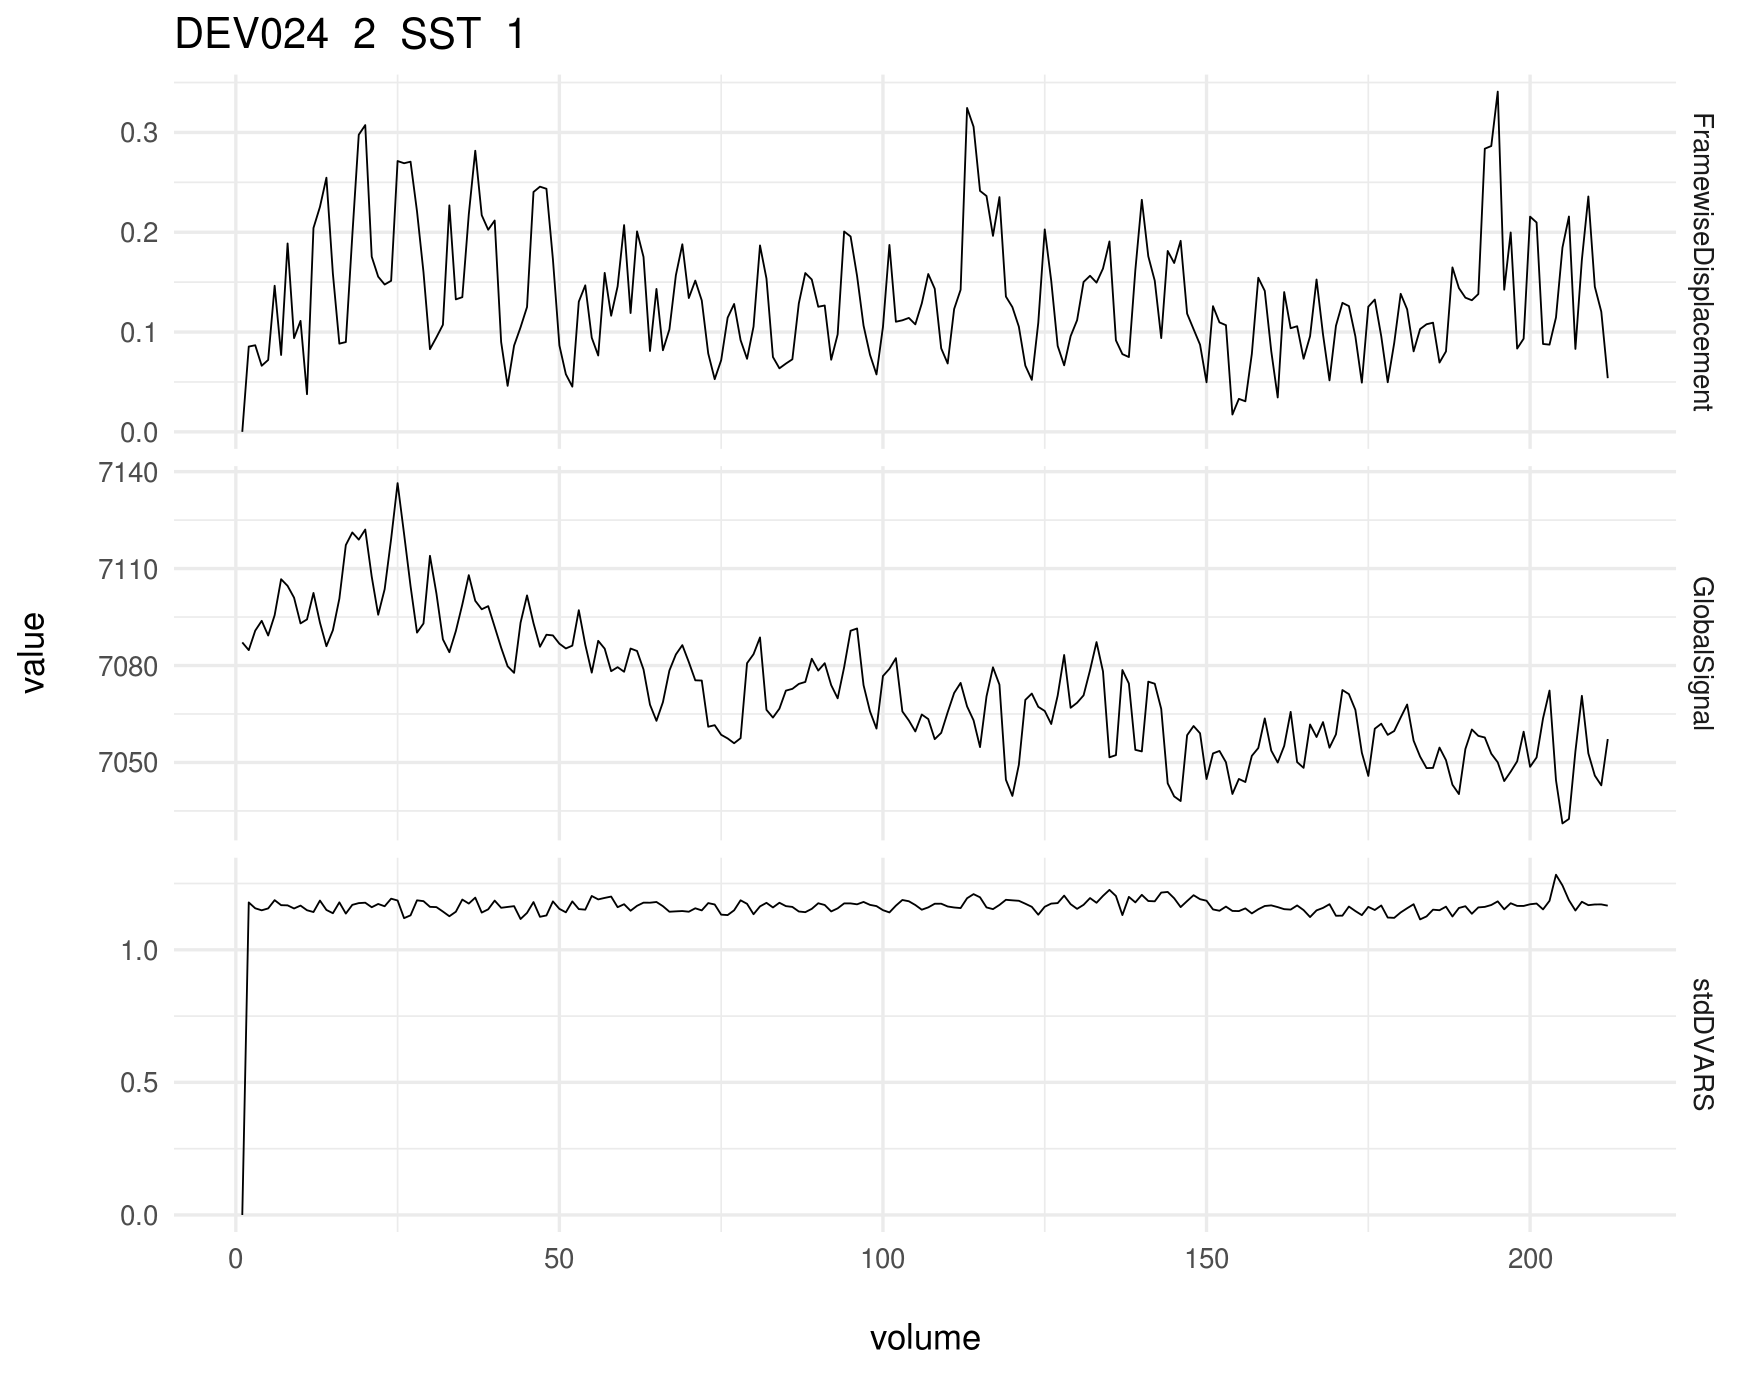 DEV024  2  SST  1
0.3
0.2
0.1
0.0
FramewiseDisplacement
7140
7110
7080
7050
GlobalSignal
value
1.0
0.5
0.0
stdDVARS
0 50 100 150 200
volume